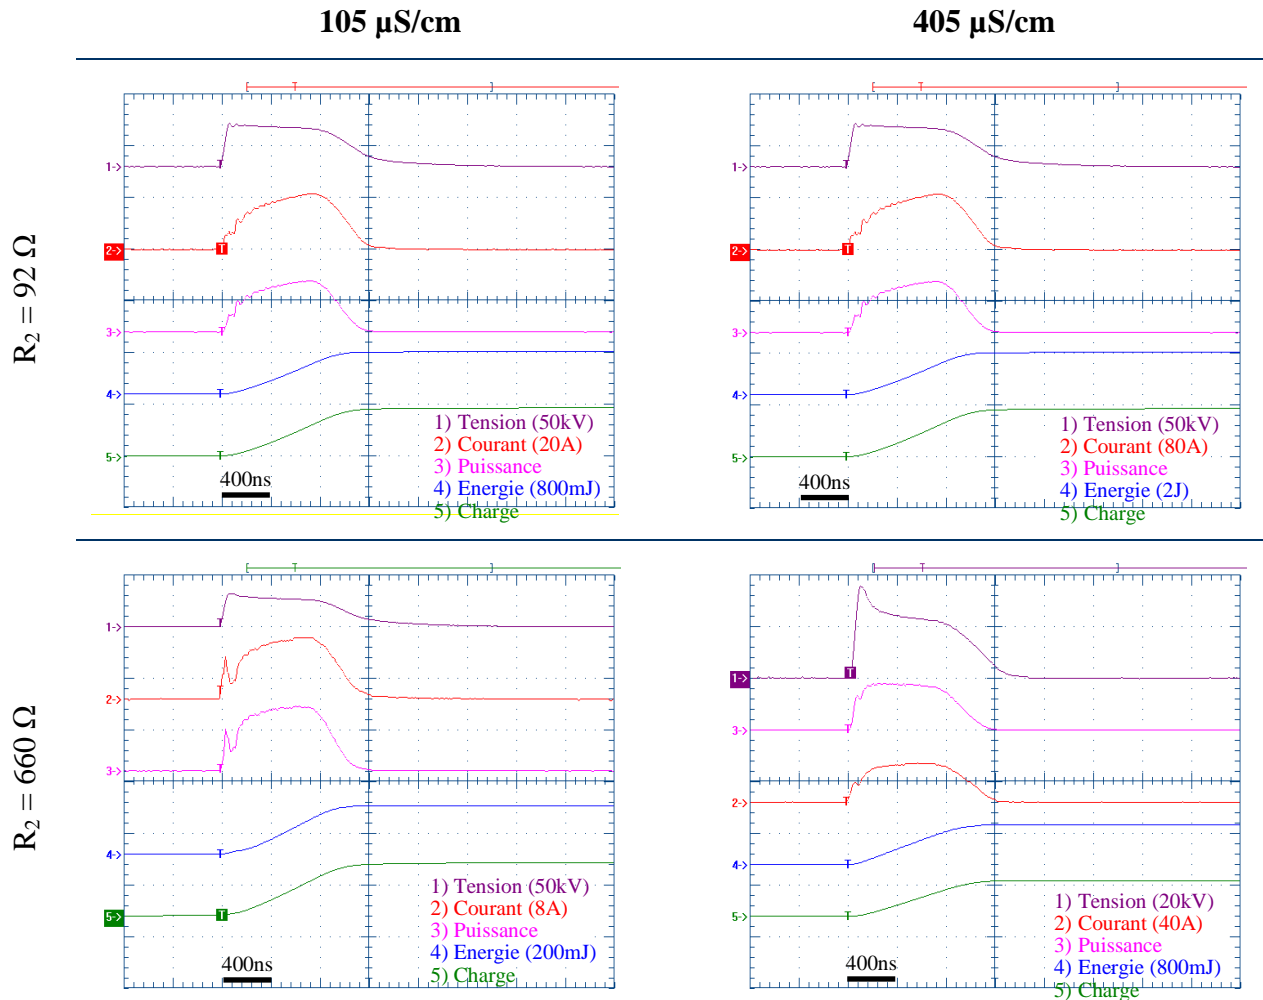 105 µS/cm
405 µS/cm
R₂ = 92 Ω
1->
2->
T
3->
4->
5->
1) Tension (50kV)
2) Courant (20A)
3) Puissance
4) Energie (800mJ)
5) Charge
400ns
1->
2->
T
3->
4->
5->
1) Tension (50kV)
2) Courant (80A)
3) Puissance
4) Energie (2J)
5) Charge
400ns
R₂ = 660 Ω
1->
2->
3->
4->
5->
T
1) Tension (50kV)
2) Courant (8A)
3) Puissance
4) Energie (200mJ)
5) Charge
400ns
1->
T
3->
2->
4->
5->
1) Tension (20kV)
2) Courant (40A)
3) Puissance
4) Energie (800mJ)
5) Charge
400ns